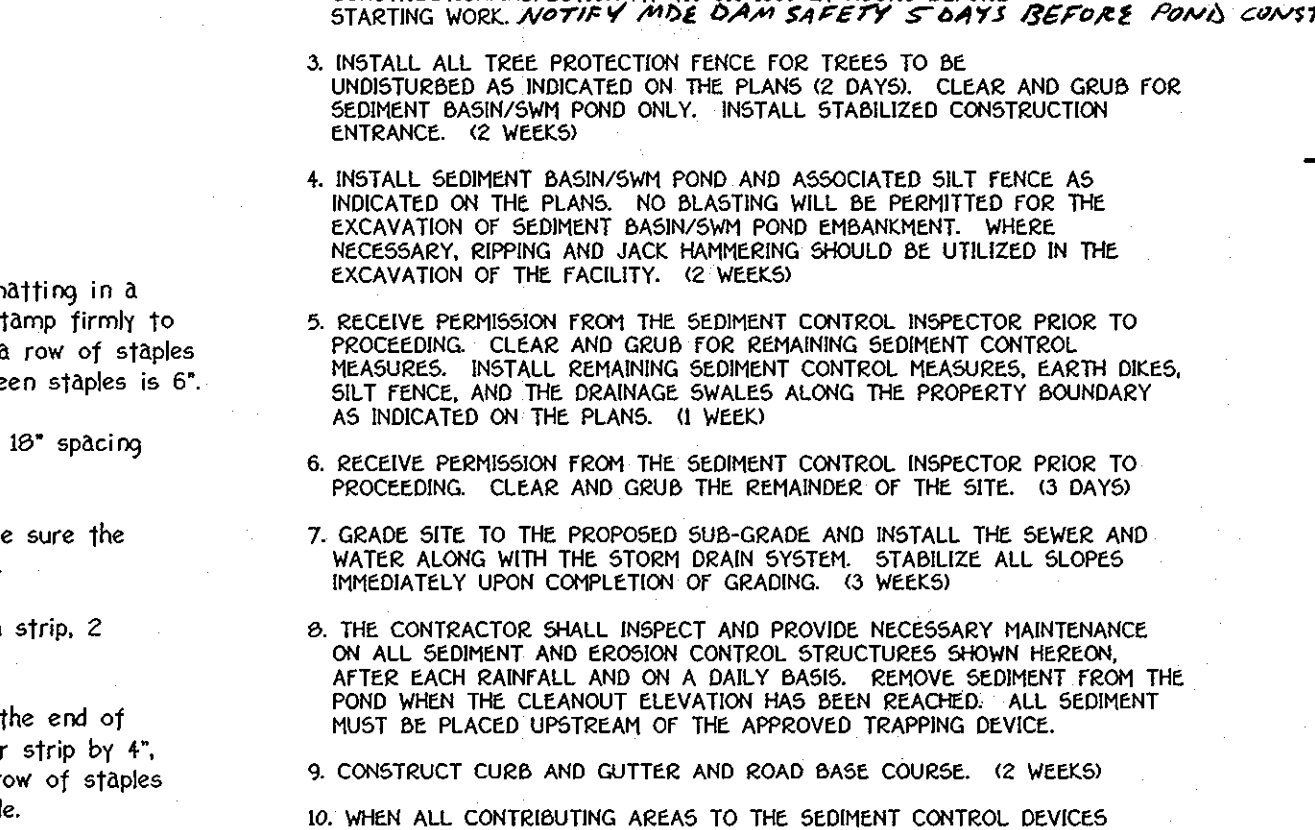 STARTING WORK. NOTIFY MDE DAM SAFETY 5 DAYS BEFORE POND CONST
3. INSTALL ALL TREE PROTECTION FENCE FOR TREES TO BE
UNDISTURBED AS INDICATED ON THE PLANS (2 DAYS). CLEAR AND GRUB FOR
SEDIMENT BASIN/SWM POND ONLY. INSTALL STABILIZED CONSTRUCTION
ENTRANCE. (2 WEEKS)
4. INSTALL SEDIMENT BASIN/SWM POND AND ASSOCIATED SILT FENCE AS
INDICATED ON THE PLANS. NO BLASTING WILL BE PERMITTED FOR THE
EXCAVATION OF SEDIMENT BASIN/SWM POND EMBANKMENT. WHERE
NECESSARY, RIPPING AND JACK HAMMERING SHOULD BE UTILIZED IN THE
EXCAVATION OF THE FACILITY. (2 WEEKS)
5. RECEIVE PERMISSION FROM THE SEDIMENT CONTROL INSPECTOR PRIOR TO
PROCEEDING. CLEAR AND GRUB FOR REMAINING SEDIMENT CONTROL
MEASURES. INSTALL REMAINING SEDIMENT CONTROL MEASURES, EARTH DIKES,
SILT FENCE, AND THE DRAINAGE SWALES ALONG THE PROPERTY BOUNDARY
AS INDICATED ON THE PLANS. (1 WEEK)
6. RECEIVE PERMISSION FROM THE SEDIMENT CONTROL INSPECTOR PRIOR TO
PROCEEDING. CLEAR AND GRUB THE REMAINDER OF THE SITE. (3 DAYS)
7. GRADE SITE TO THE PROPOSED SUB-GRADE AND INSTALL THE SEWER AND
WATER ALONG WITH THE STORM DRAIN SYSTEM. STABILIZE ALL SLOPES
IMMEDIATELY UPON COMPLETION OF GRADING. (3 WEEKS)
8. THE CONTRACTOR SHALL INSPECT AND PROVIDE NECESSARY MAINTENANCE
ON ALL SEDIMENT AND EROSION CONTROL STRUCTURES SHOWN HEREON,
AFTER EACH RAINFALL AND ON A DAILY BASIS. REMOVE SEDIMENT FROM THE
POND WHEN THE CLEANOUT ELEVATION HAS BEEN REACHED. ALL SEDIMENT
MUST BE PLACED UPSTREAM OF THE APPROVED TRAPPING DEVICE.
9. CONSTRUCT CURB AND GUTTER AND ROAD BASE COURSE. (2 WEEKS)
10. WHEN ALL CONTRIBUTING AREAS TO THE SEDIMENT CONTROL DEVICES
natting in a
tamp firmly to
a row of staples
een staples is 6".
18" spacing
e sure the
strip, 2
the end of
r strip by 4",
row of staples
le.